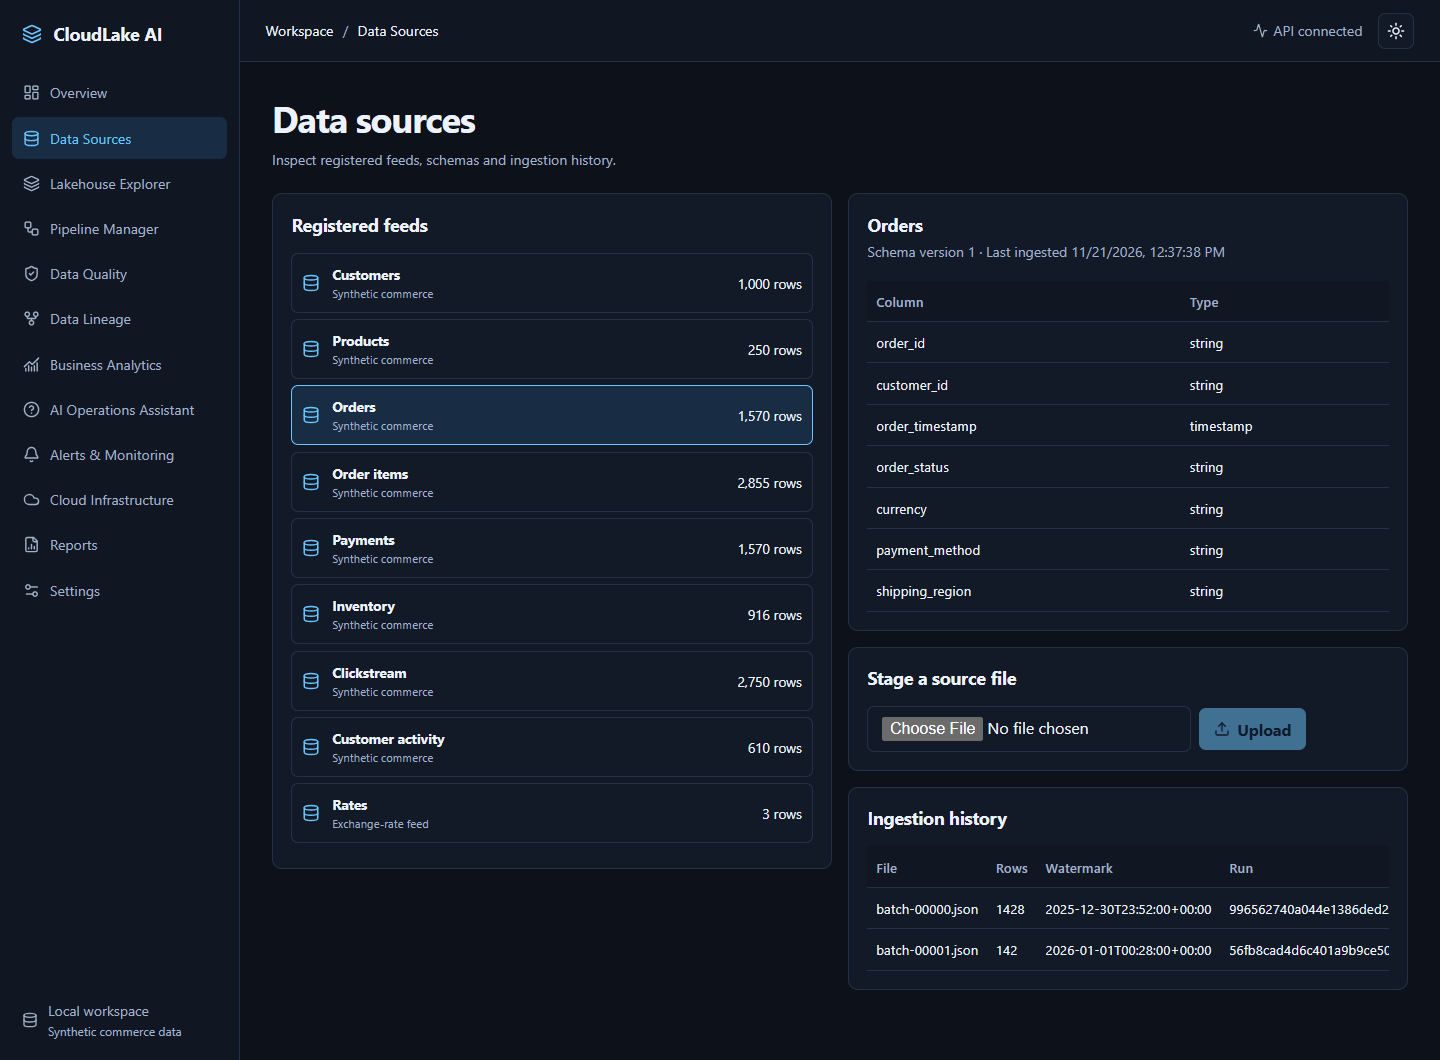 CloudLake AI
Overview
Data Sources
Lakehouse Explorer
Pipeline Manager
Data Quality
Data Lineage
Business Analytics
AI Operations Assistant
Alerts & Monitoring
Cloud Infrastructure
Reports
Settings
Local workspace
Synthetic commerce data
Workspace / Data Sources
API connected
Data sources
Inspect registered feeds, schemas and ingestion history.
Registered feeds
Customers
Synthetic commerce
1,000 rows
Products
Synthetic commerce
250 rows
Orders
Synthetic commerce
1,570 rows
Order items
Synthetic commerce
2,855 rows
Payments
Synthetic commerce
1,570 rows
Inventory
Synthetic commerce
916 rows
Clickstream
Synthetic commerce
2,750 rows
Customer activity
Synthetic commerce
610 rows
Rates
Exchange-rate feed
3 rows
Orders
Schema version 1 · Last ingested 11/21/2026, 12:37:38 PM
Column Type
order_id string
customer_id string
order_timestamp timestamp
order_status string
currency string
payment_method string
shipping_region string
Stage a source file
Choose File No file chosen
Upload
Ingestion history
File Rows Watermark Run
batch-00000.json 1428 2025-12-30T23:52:00+00:00 996562740a044e1386ded2
batch-00001.json 142 2026-01-01T00:28:00+00:00 56fb8cad4d6c401a9b9ce50